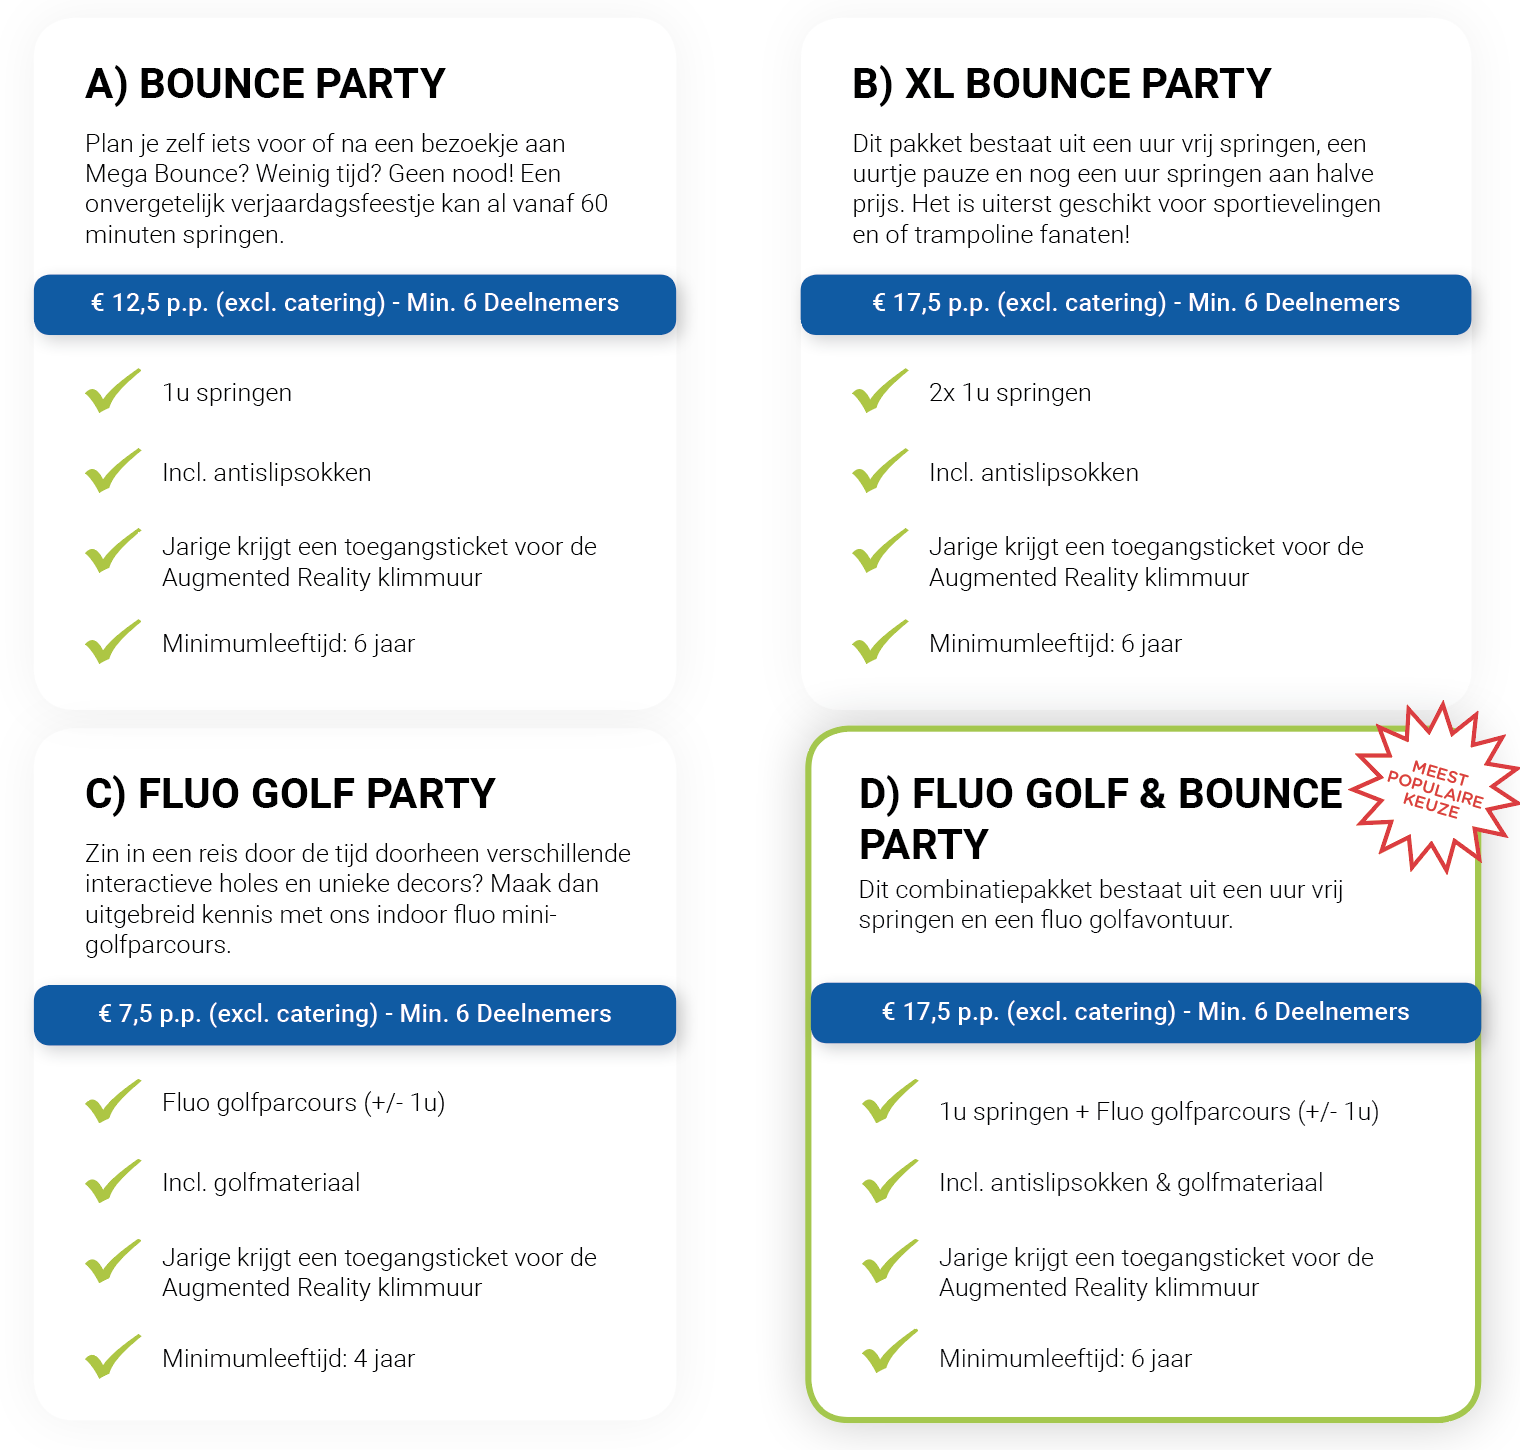 A) BOUNCE PARTY
Plan je zelf iets voor of na een bezoekje aan
Mega Bounce? Weinig tijd? Geen nood! Een
onvergetelijk verjaardagsfeestje kan al vanaf 60
minuten springen.
€ 12,5 p.p. (excl. catering) - Min. 6 Deelnemers
1u springen
Incl. antislipsokken
Jarige krijgt een toegangsticket voor de
Augmented Reality klimmuur
Minimumleeftijd: 6 jaar
B) XL BOUNCE PARTY
Dit pakket bestaat uit een uur vrij springen, een
uurtje pauze en nog een uur springen aan halve
prijs. Het is uiterst geschikt voor sportievelingen
en of trampoline fanaten!
€ 17,5 p.p. (excl. catering) - Min. 6 Deelnemers
2x 1u springen
Incl. antislipsokken
Jarige krijgt een toegangsticket voor de
Augmented Reality klimmuur
Minimumleeftijd: 6 jaar
C) FLUO GOLF PARTY
Zin in een reis door de tijd doorheen verschillende
interactieve holes en unieke decors? Maak dan
uitgebreid kennis met ons indoor fluo mini-
golfparcours.
€ 7,5 p.p. (excl. catering) - Min. 6 Deelnemers
Fluo golfparcours (+/- 1u)
Incl. golfmateriaal
Jarige krijgt een toegangsticket voor de
Augmented Reality klimmuur
Minimumleeftijd: 4 jaar
D) FLUO GOLF & BOUNCE
PARTY
MEEST
POPULAIRE
KEUZE
Dit combinatiepakket bestaat uit een uur vrij
springen en een fluo golfavontuur.
€ 17,5 p.p. (excl. catering) - Min. 6 Deelnemers
1u springen + Fluo golfparcours (+/- 1u)
Incl. antislipsokken & golfmateriaal
Jarige krijgt een toegangsticket voor de
Augmented Reality klimmuur
Minimumleeftijd: 6 jaar